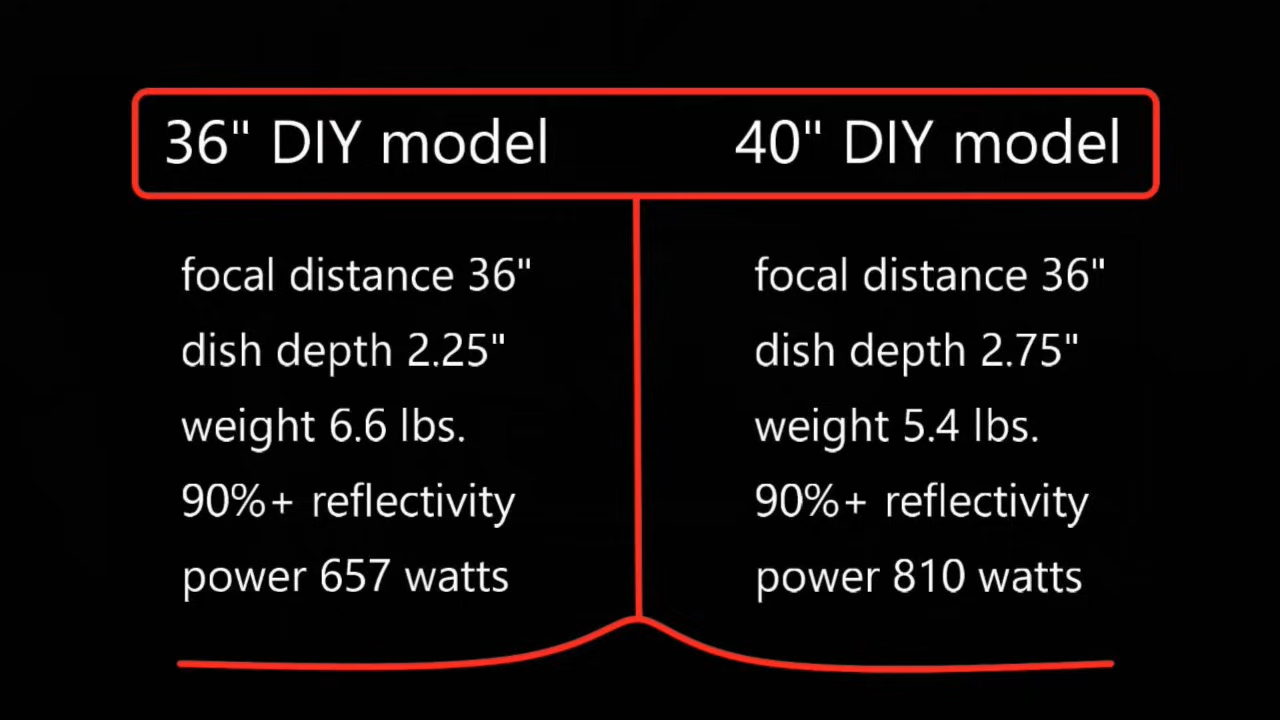 36" DIY model
40" DIY model
focal distance 36"
dish depth 2.25"
weight 6.6 lbs.
90%+ reflectivity
power 657 watts
focal distance 36"
dish depth 2.75"
weight 5.4 lbs.
90%+ reflectivity
power 810 watts